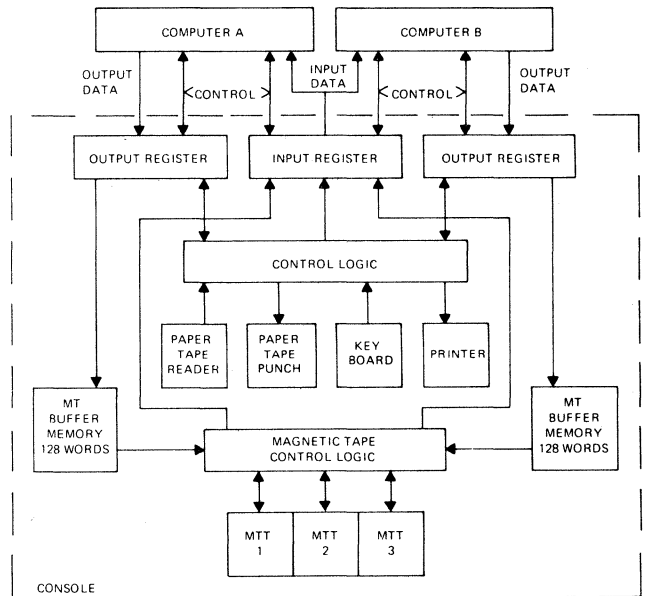 COMPUTER A
COMPUTER B
OUTPUT
DATA
CONTROL
INPUT
DATA
CONTROL
OUTPUT
DATA
OUTPUT REGISTER
INPUT REGISTER
OUTPUT REGISTER
CONTROL LOGIC
PAPER
TAPE
READER
PAPER
TAPE
PUNCH
KEY
BOARD
PRINTER
MT
BUFFER
MEMORY
128 WORDS
MAGNETIC TAPE
CONTROL LOGIC
MT
BUFFER
MEMORY
128 WORDS
MTT
1
MTT
2
MTT
3
CONSOLE